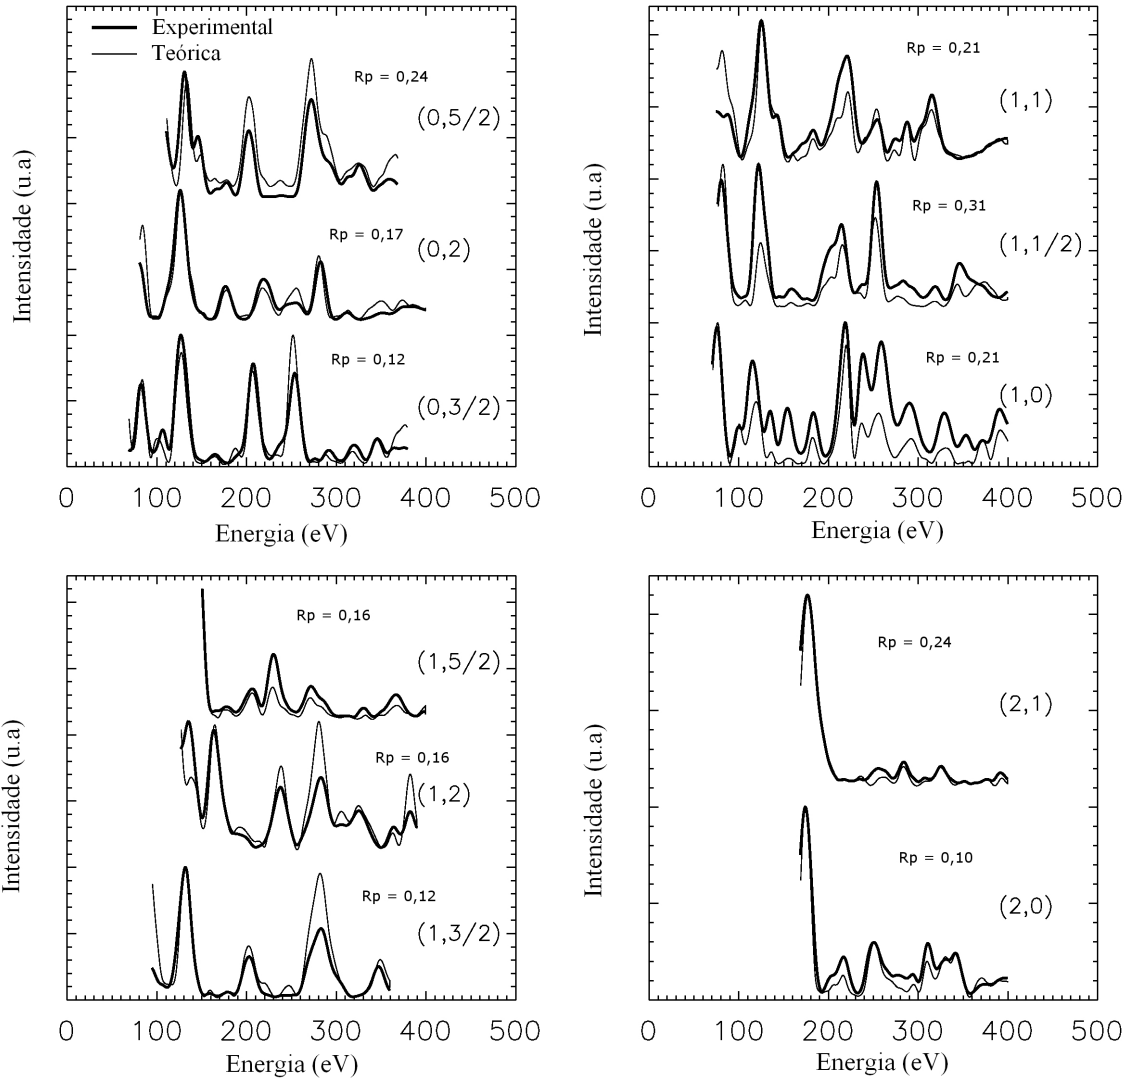 Experimental
Teórica
Rp = 0,24
(0,5/2)
Rp = 0,17
(0,2)
Rp = 0,12
(0,3/2)
Intensidade (u.a)
0 100 200 300 400 500
Energia (eV)
Rp = 0,21
(1,1)
Rp = 0,31
(1,1/2)
Rp = 0,21
(1,0)
Intensidade (u.a)
0 100 200 300 400 500
Energia (eV)
Rp = 0,16
(1,5/2)
Rp = 0,16
(1,2)
Rp = 0,12
(1,3/2)
Intensidade (u.a)
0 100 200 300 400 500
Energia (eV)
Rp = 0,24
(2,1)
Rp = 0,10
(2,0)
Intensidade (u.a)
0 100 200 300 400 500
Energia (eV)